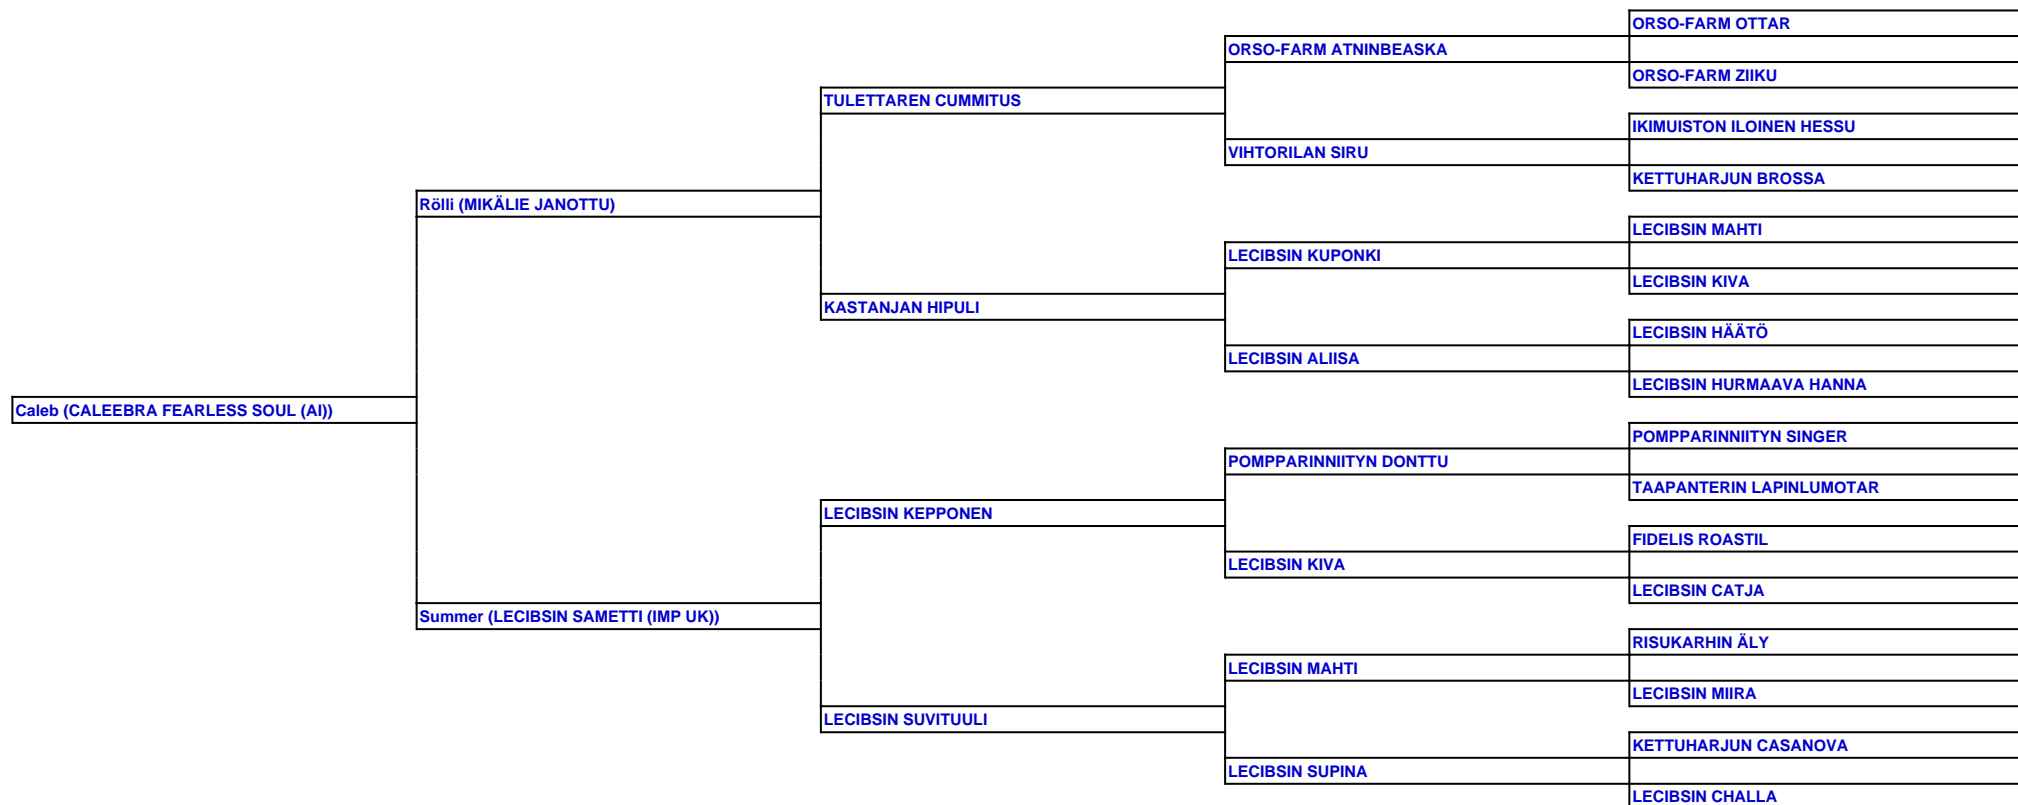 ORSO-FARM OTTAR
ORSO-FARM ATNINBEASKA
ORSO-FARM ZIIKU
TULETTAREN CUMMITUS
IKIMUISTON ILOINEN HESSU
VIHTORILAN SIRU
KETTUHARJUN BROSSA
Rölli (MIKÄLIE JANOTTU)
LECIBSIN MAHTI
LECIBSIN KUPONKI
LECIBSIN KIVA
KASTANJAN HIPULI
LECIBSIN HÄÄTÖ
LECIBSIN ALIISA
LECIBSIN HURMAAVA HANNA
Caleb (CALEEBRA FEARLESS SOUL (AI))
POMPPARINNIITYN SINGER
POMPPARINNIITYN DONTTU
TAAPANTERIN LAPINLUMOTAR
LECIBSIN KEPPONEN
FIDELIS ROASTIL
LECIBSIN KIVA
LECIBSIN CATJA
Summer (LECIBSIN SAMETTI (IMP UK))
RISUKARHIN ÄLY
LECIBSIN MAHTI
LECIBSIN MIIRA
LECIBSIN SUVITUULI
KETTUHARJUN CASANOVA
LECIBSIN SUPINA
LECIBSIN CHALLA